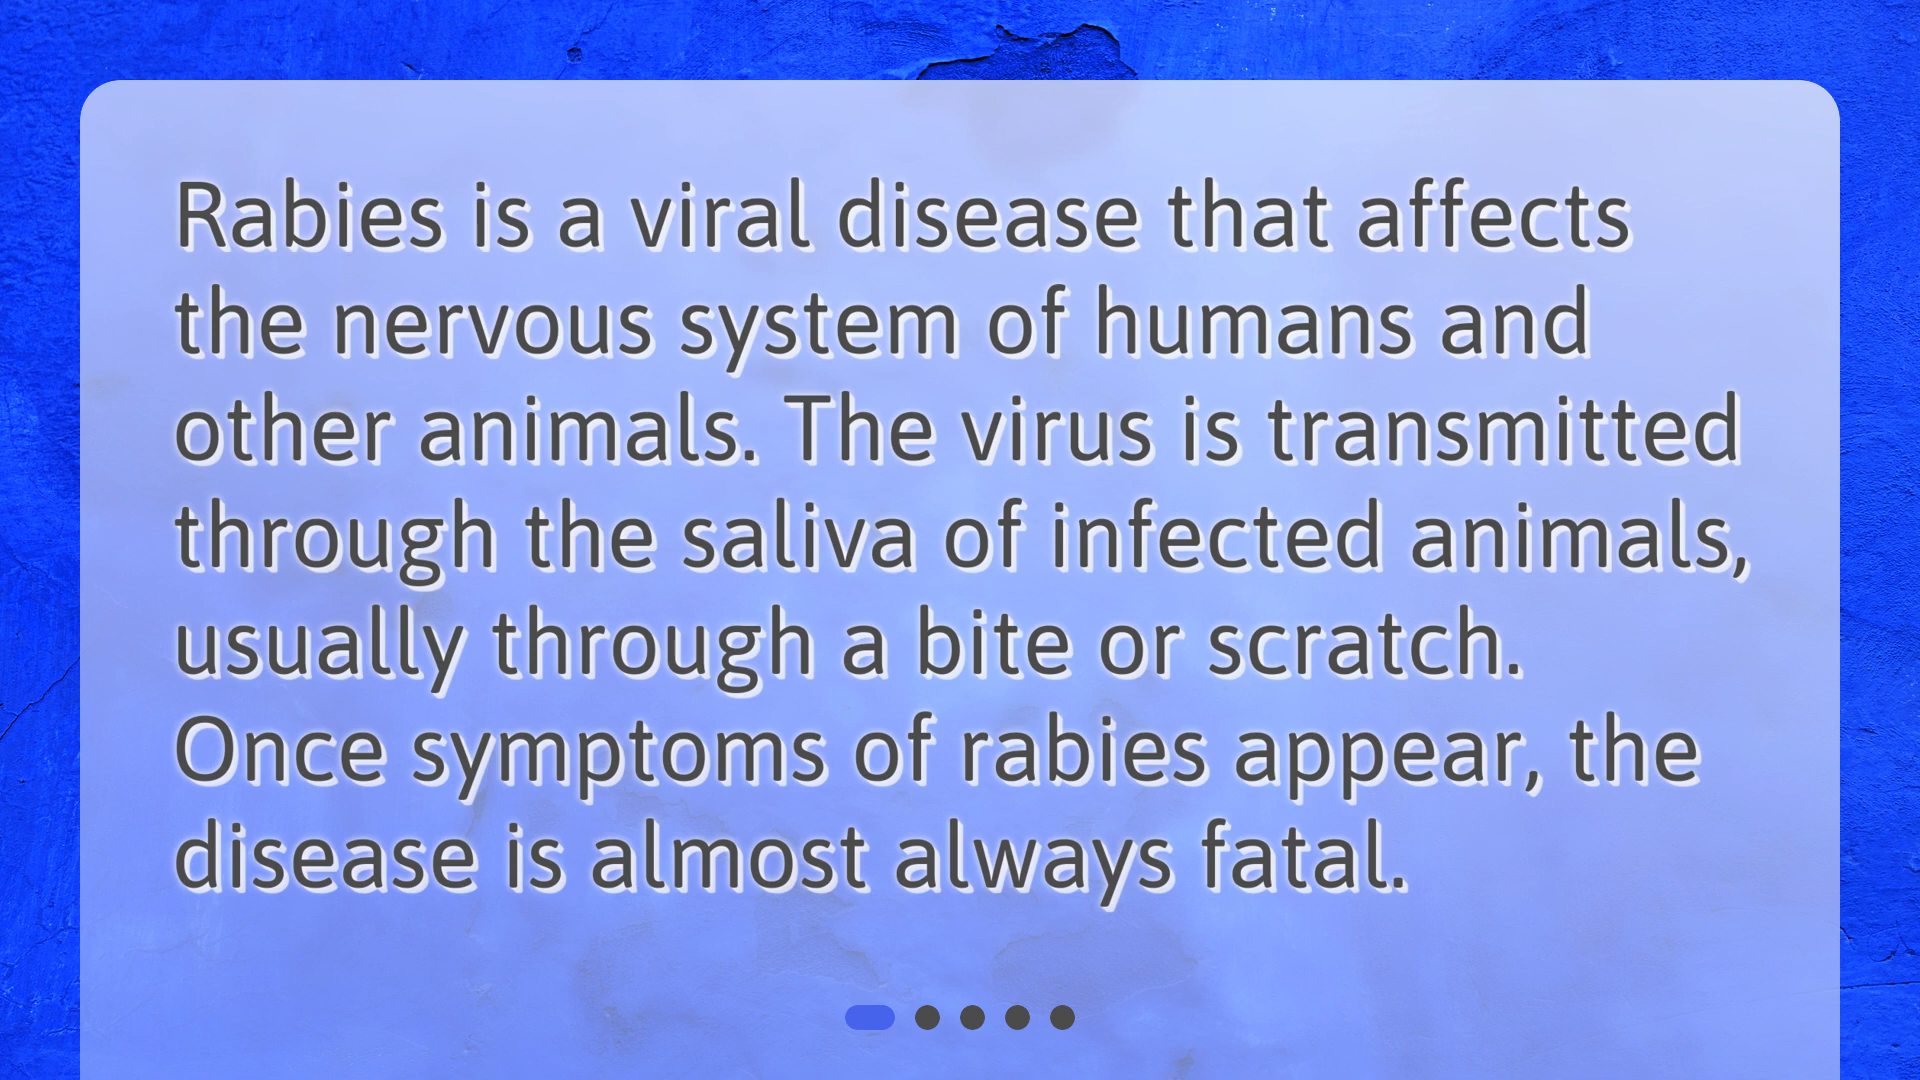 Rabies is a viral disease that affects
the nervous system of humans and
other animals. The virus is transmitted
through the saliva of infected animals,
usually through a bite or scratch.
Once symptoms of rabies appear, the
disease is almost always fatal.